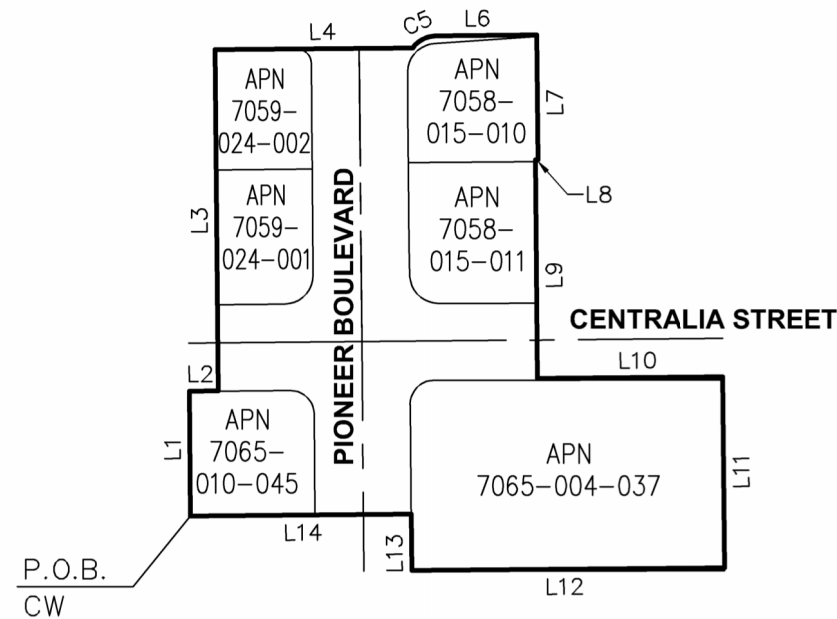 L4
C5
L6
APN
7059-
024-002
APN
7058-
015-010
L7
L8
L3
APN
7059-
024-001
PIONEER BOULEVARD
APN
7058-
015-011
L9
CENTRALIA STREET
L2
L10
L1
APN
7065-
010-045
APN
7065-004-037
L11
L14
L13
L12
P.O.B.
CW